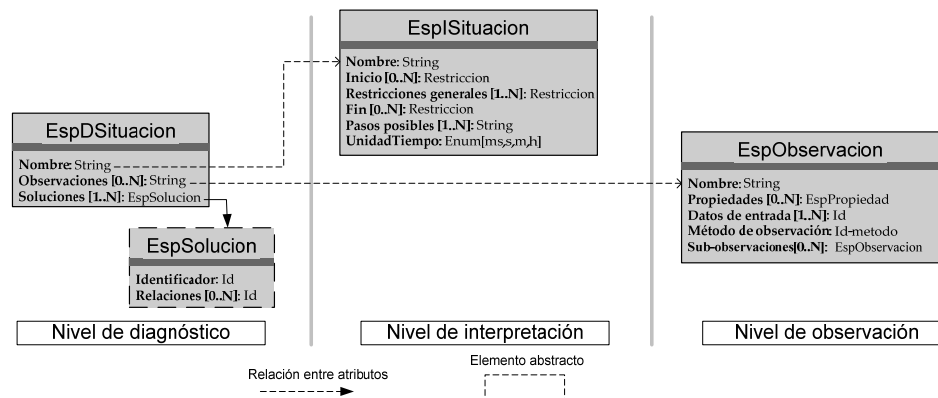 EspISituacion
Nombre: String
Inicio [0..N]: Restriccion
Restricciones generales [1..N]: Restriccion
Fin [0..N]: Restriccion
Pasos posibles [1..N]: String
UnidadTiempo: Enum[ms,s,m,h]
EspDSituacion
Nombre: String
Observaciones [0..N]: String
Soluciones [1..N]: EspSolucion
EspSolucion
Identificador: Id
Relaciones [0..N]: Id
EspObservacion
Nombre: String
Propiedades [0..N]: EspPropiedad
Datos de entrada [1..N]: Id
Método de observación: Id-metodo
Sub-observaciones[0..N]: EspObservacion
Nivel de diagnóstico
Nivel de interpretación
Nivel de observación
Relación entre atributos
Elemento abstracto